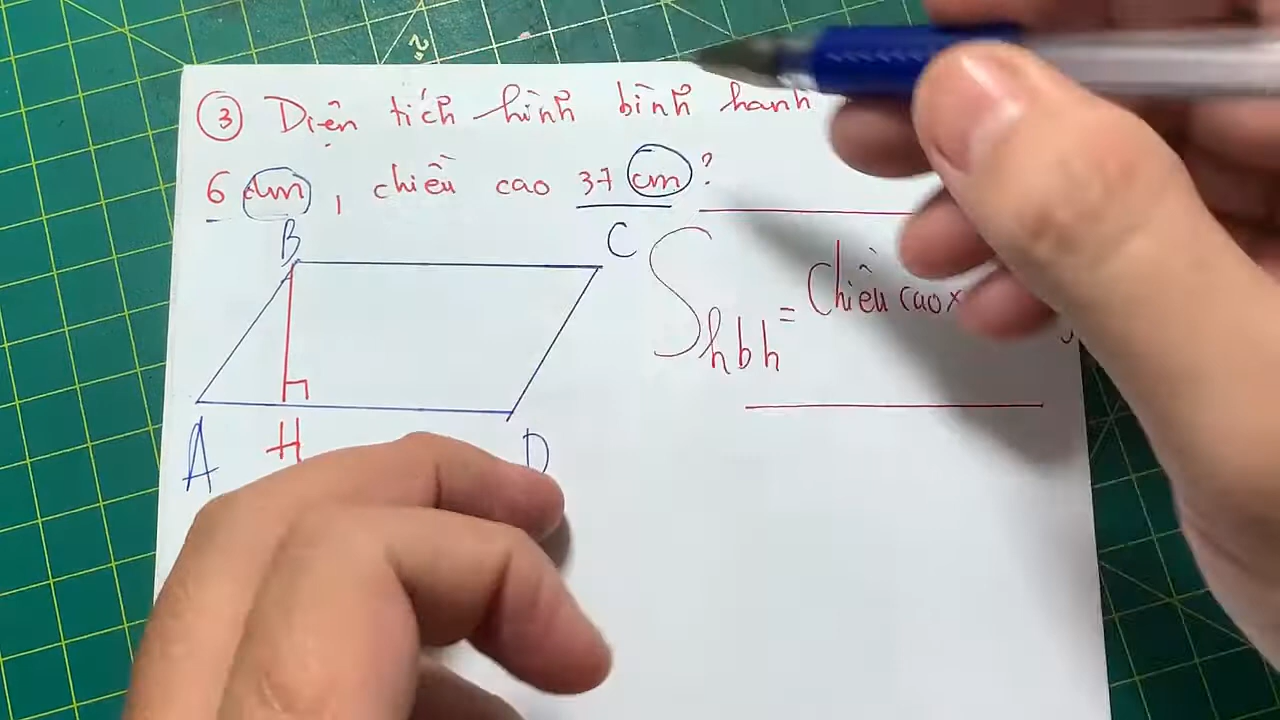 ③ Diện tích hình bình hành
6 dm, chiều cao 37 cm?
B
C
S hbh = Chiều cao x
A
H
D